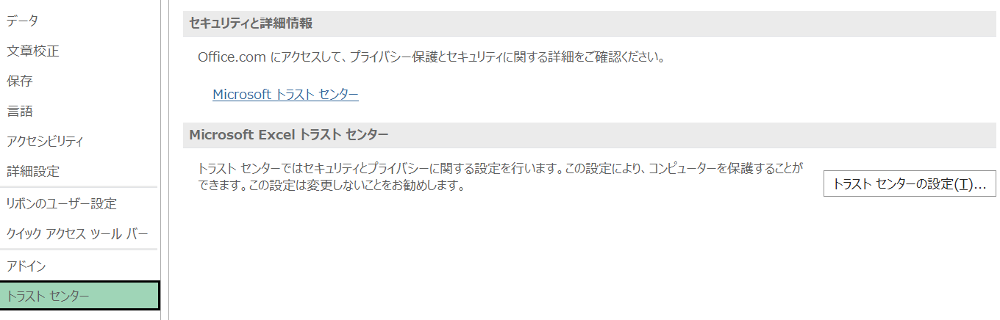 データ
文章校正
保存
言語
アクセシビリティ
詳細設定
リボンのユーザー設定
クイック アクセス ツール バー
アドイン
トラスト センター
セキュリティと詳細情報
Office.com にアクセスして、プライバシー保護とセキュリティに関する詳細をご確認ください。
Microsoft トラスト センター
Microsoft Excel トラスト センター
トラスト センターではセキュリティとプライバシーに関する設定を行います。この設定により、コンピューターを保護することが
できます。この設定は変更しないことをお勧めします。
トラスト センターの設定(T)...